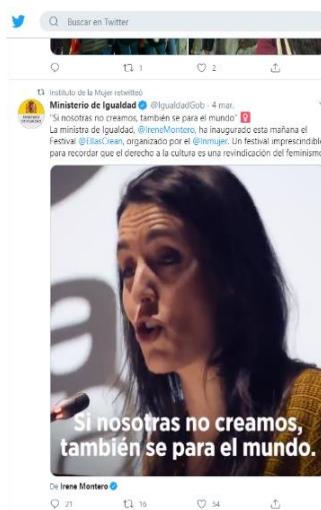 Buscar en Twitter
1
2
Instituto de la Mujer retwitteó
Ministerio de Igualdad @IgualdadGob · 4 mar.
"Si nosotras no creamos, también se para el mundo"
La ministra de Igualdad, @IreneMontero, ha inaugurado esta mañana el
Festival @EllasCrean, organizado por el @Inmujer. Un festival imprescindible
para recordar que el derecho a la cultura es una revindicación del feminismo
Si nosotras no creamos,
también se para el mundo.
De Irene Montero
21
16
54